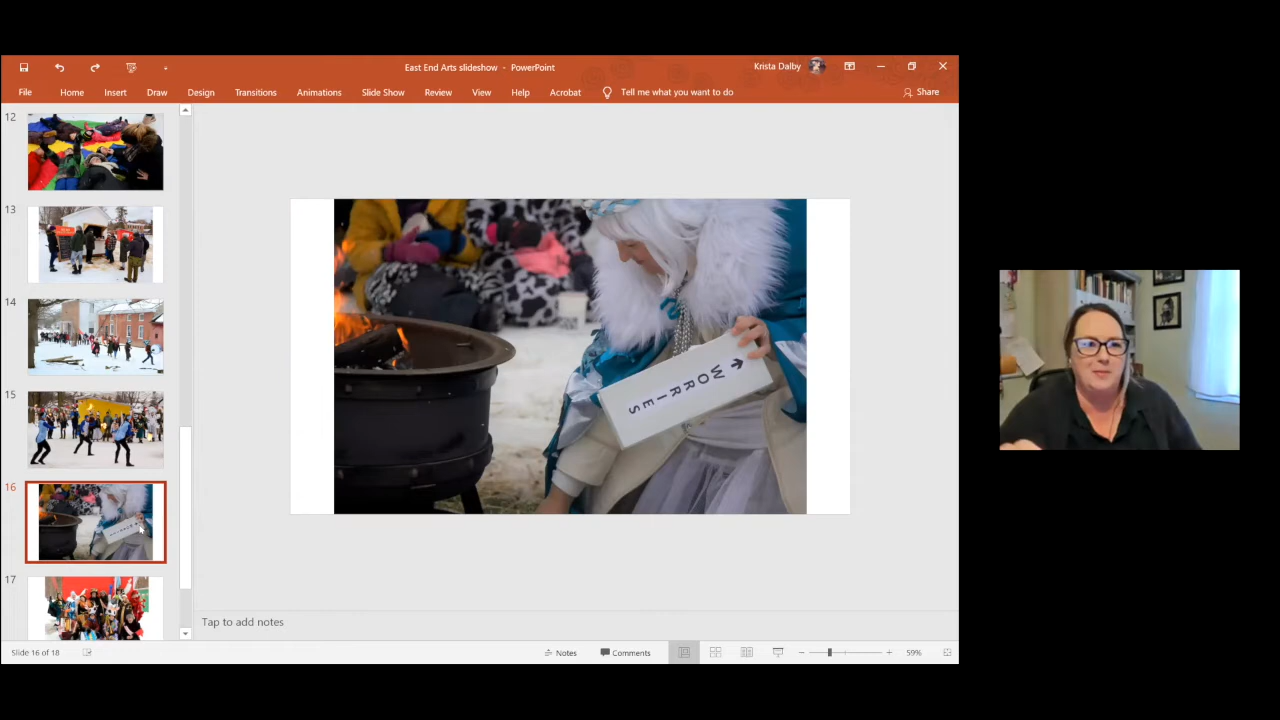 East End Arts slideshow - PowerPoint
Krista Dalby
File Home Insert Draw Design Transitions Animations Slide Show Review View Help Acrobat Tell me what you want to do Share
12
13
14
15
16
17
WORRIES
Tap to add notes
Slide 16 of 18 Notes Comments 59%